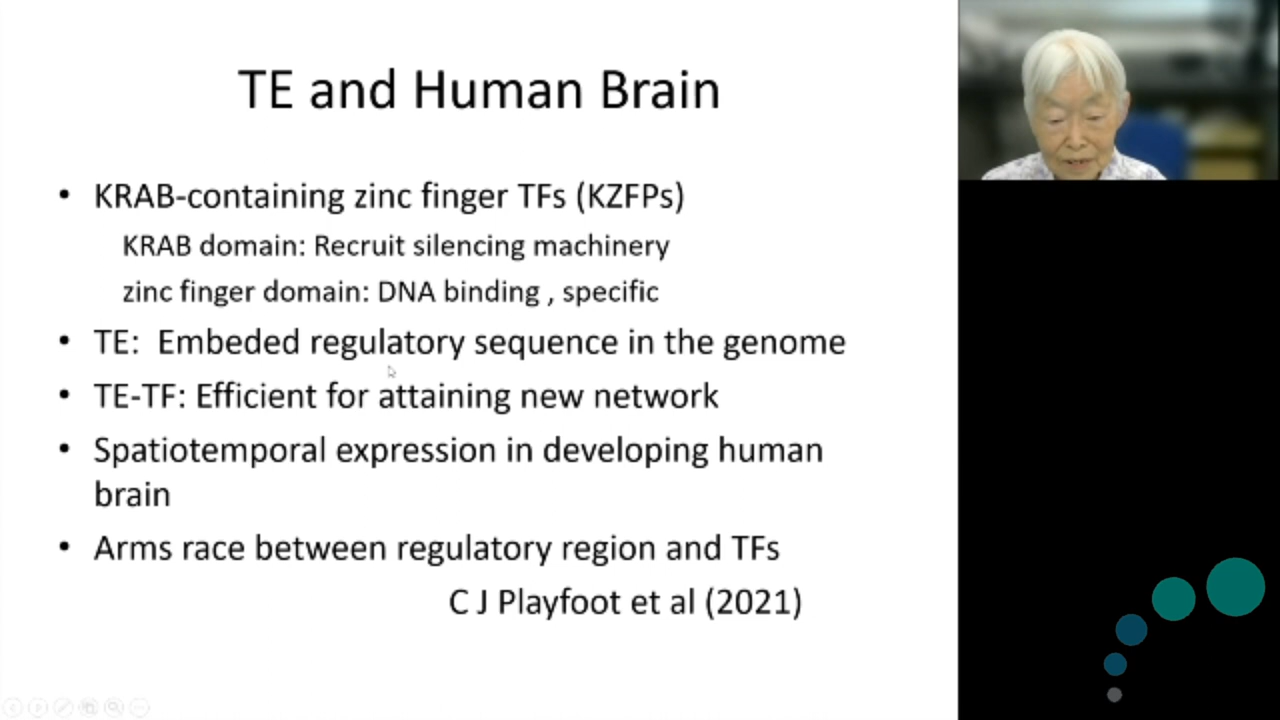 TE and Human Brain
• KRAB-containing zinc finger TFs (KZFPs)
KRAB domain: Recruit silencing machinery
zinc finger domain: DNA binding , specific
• TE:  Embeded regulatory sequence in the genome
• TE-TF: Efficient for attaining new network
• Spatiotemporal expression in developing human
brain
• Arms race between regulatory region and TFs
C J Playfoot et al (2021)